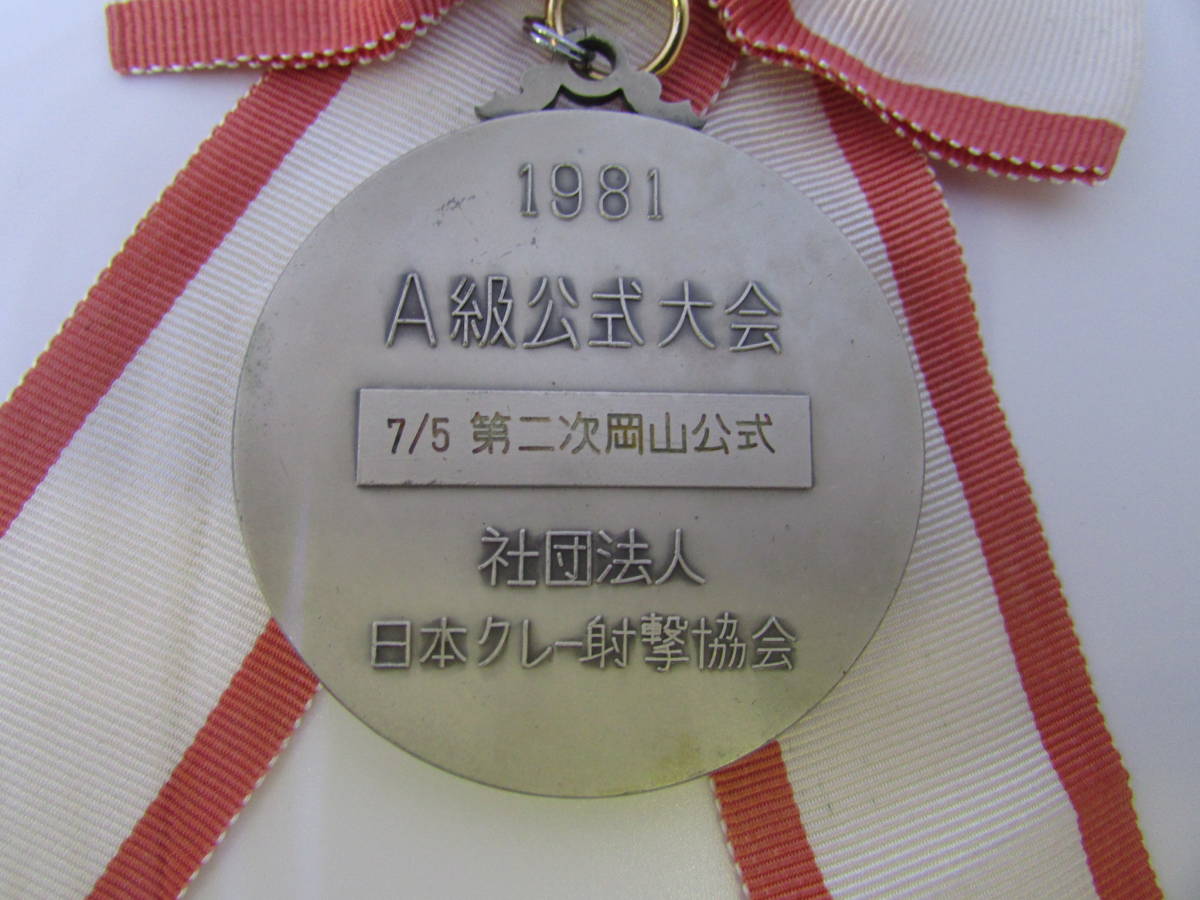 1981
A級公式大会
7/5 第二次岡山公式
社団法人
日本クレー射撃協会